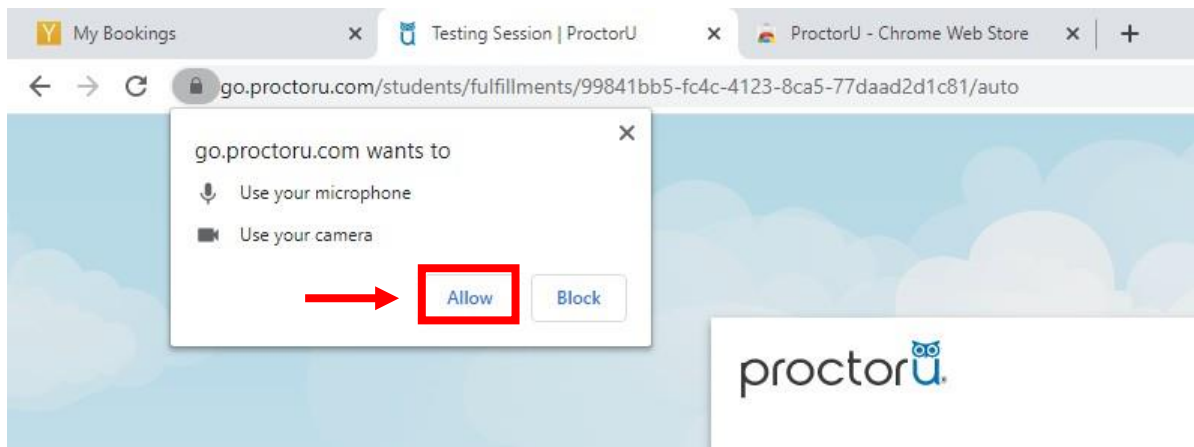 My Bookings
Testing Session | ProctorU
ProctorU - Chrome Web Store
go.proctoru.com/students/fulfillments/99841bb5-fc4c-4123-8ca5-77daad2d1c81/auto
go.proctoru.com wants to
Use your microphone
Use your camera
Allow Block
proctorü